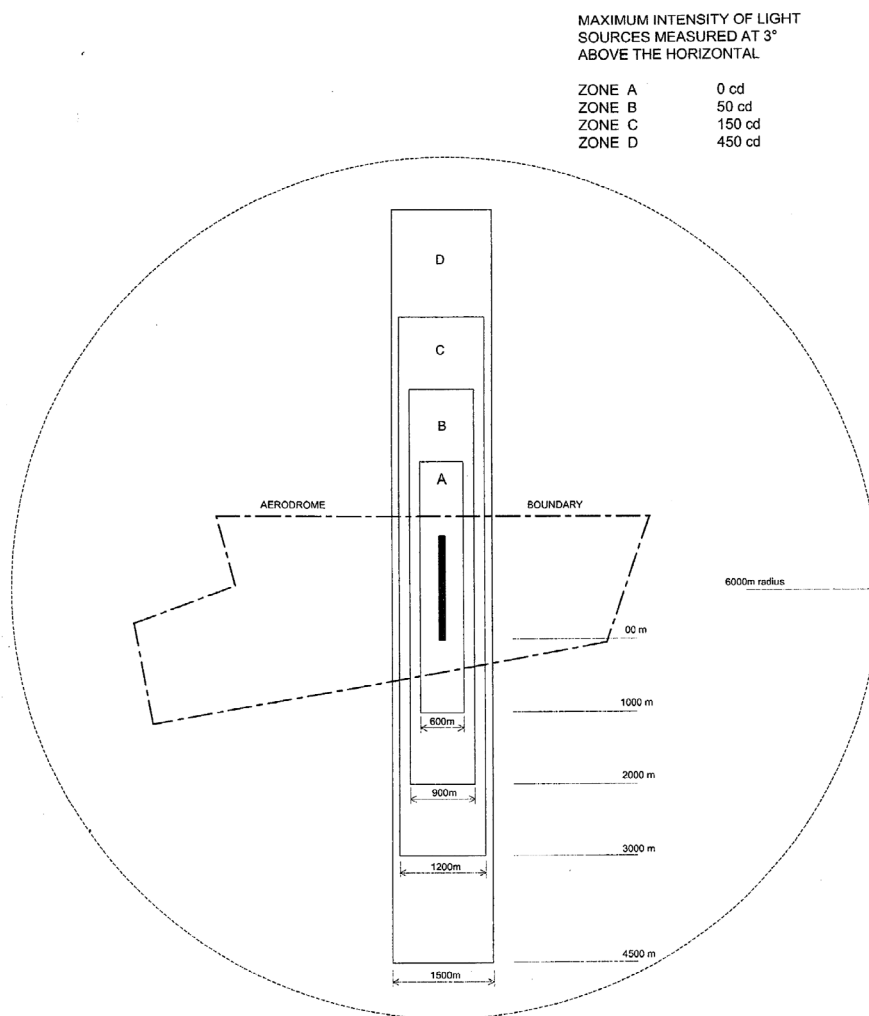 MAXIMUM INTENSITY OF LIGHT
SOURCES MEASURED AT 3°
ABOVE THE HORIZONTAL
ZONE A 0 cd
ZONE B 50 cd
ZONE C 150 cd
ZONE D 450 cd
D
C
B
A
AERODROME BOUNDARY
6000m radius
00 m
1000 m
600m
2000 m
900m
3000 m
1200m
4500 m
1500m